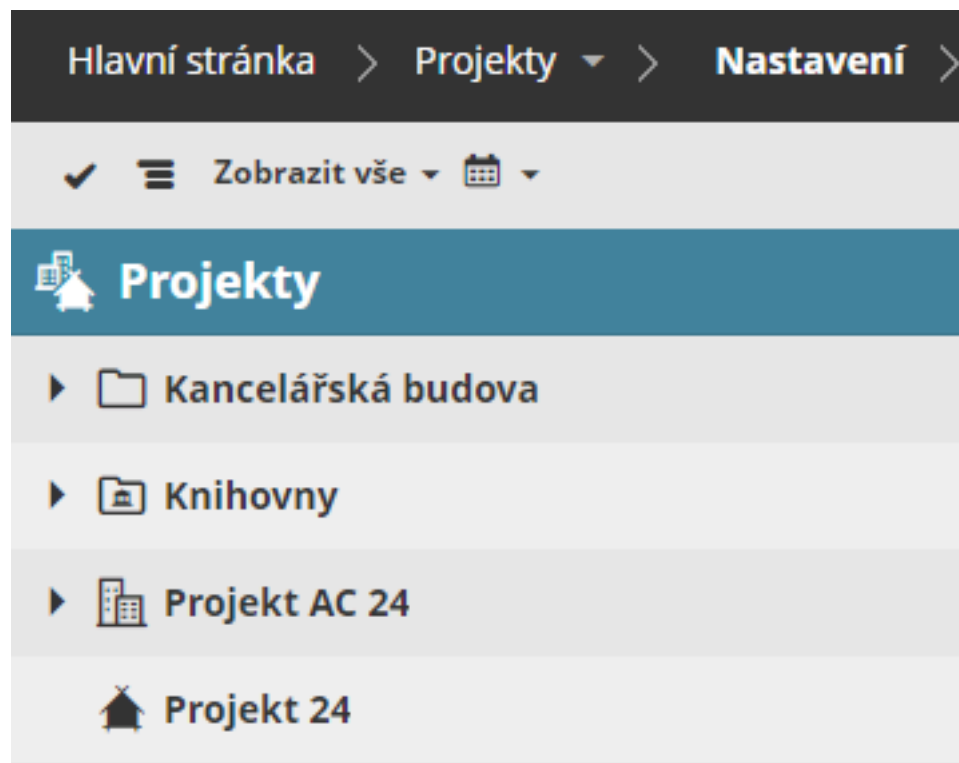 Hlavní stránka Projekty Nastavení
Zobrazit vše
Projekty
Kancelářská budova
Knihovny
Projekt AC 24
Projekt 24